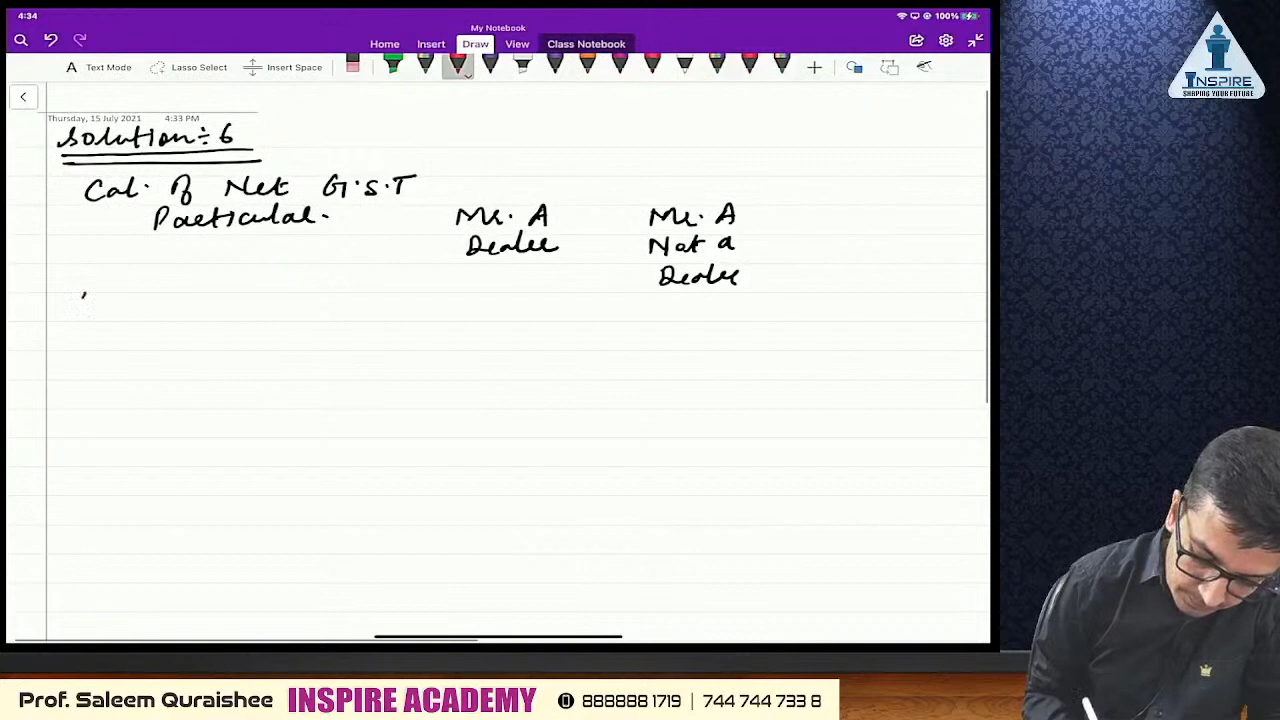 4:34
100%
My Notebook
Home Insert Draw View Class Notebook
A Text Mode Lasso Select Insert Space
Thursday, 15 July 2021 4:33 PM
Solution ÷ 6
Cal. of Net G.S.T
Particular.
Mr. A
Dealer
Mr. A
Not a
Dealer
INSPIRE
SHAPING YOUR FUTURE
Prof. Saleem Quraishee INSPIRE ACADEMY 888888 1719 | 744 744 733 8